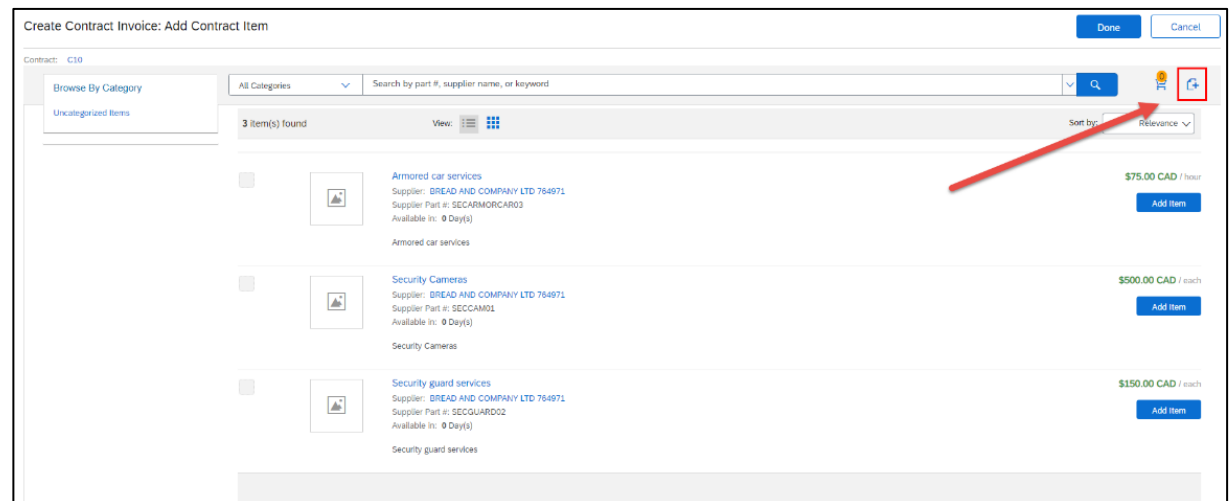 Create Contract Invoice: Add Contract Item
Done
Cancel
Contract: C10
Browse By Category
Uncategorized Items
All Categories
Search by part #, supplier name, or keyword
0
3 item(s) found
View:
Sort by:
Relevance
Armored car services
Supplier: BREAD AND COMPANY LTD 764971
Supplier Part #: SECARMORCAR03
Available in: 0 Day(s)
Armored car services
$75.00 CAD / hour
Add Item
Security Cameras
Supplier: BREAD AND COMPANY LTD 764971
Supplier Part #: SECCAM01
Available in: 0 Day(s)
Security Cameras
$500.00 CAD / each
Add Item
Security guard services
Supplier: BREAD AND COMPANY LTD 764971
Supplier Part #: SECGUARD02
Available in: 0 Day(s)
Security guard services
$150.00 CAD / each
Add Item